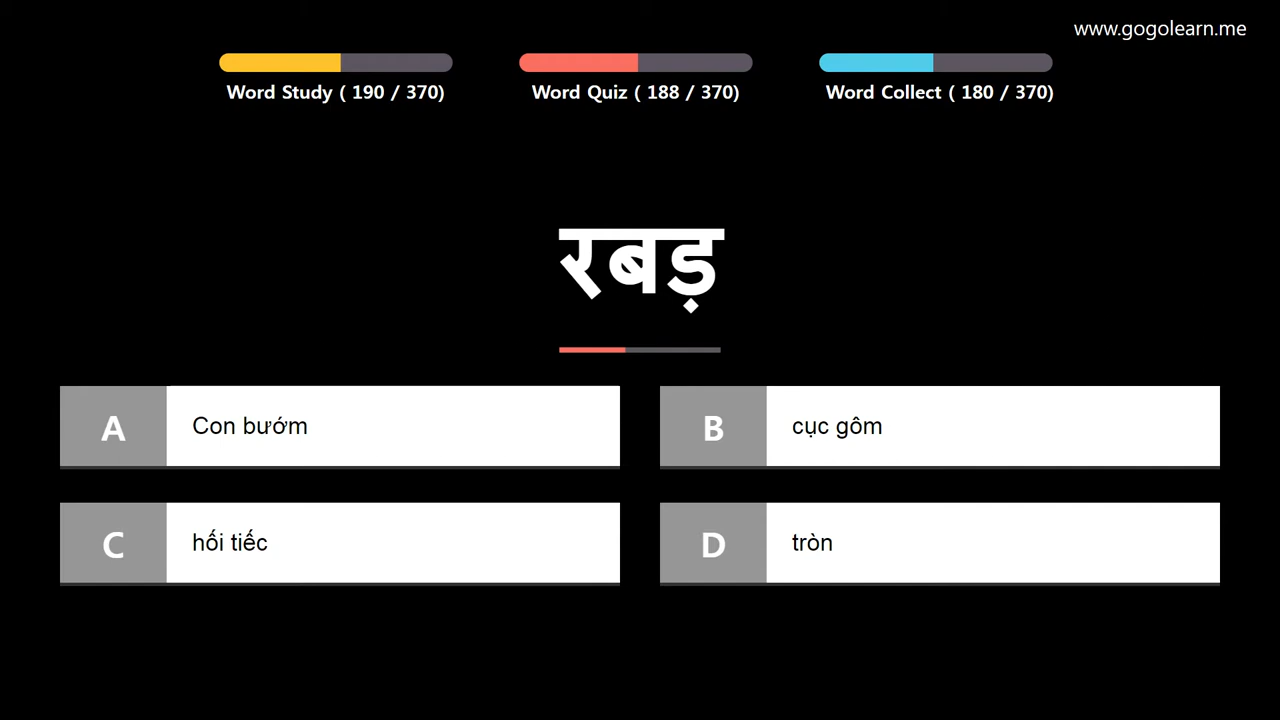 www.gogolearn.me
Word Study ( 190 / 370)
Word Quiz ( 188 / 370)
Word Collect ( 180 / 370)
रबड़
A
Con bướm
B
cục gôm
C
hối tiếc
D
tròn